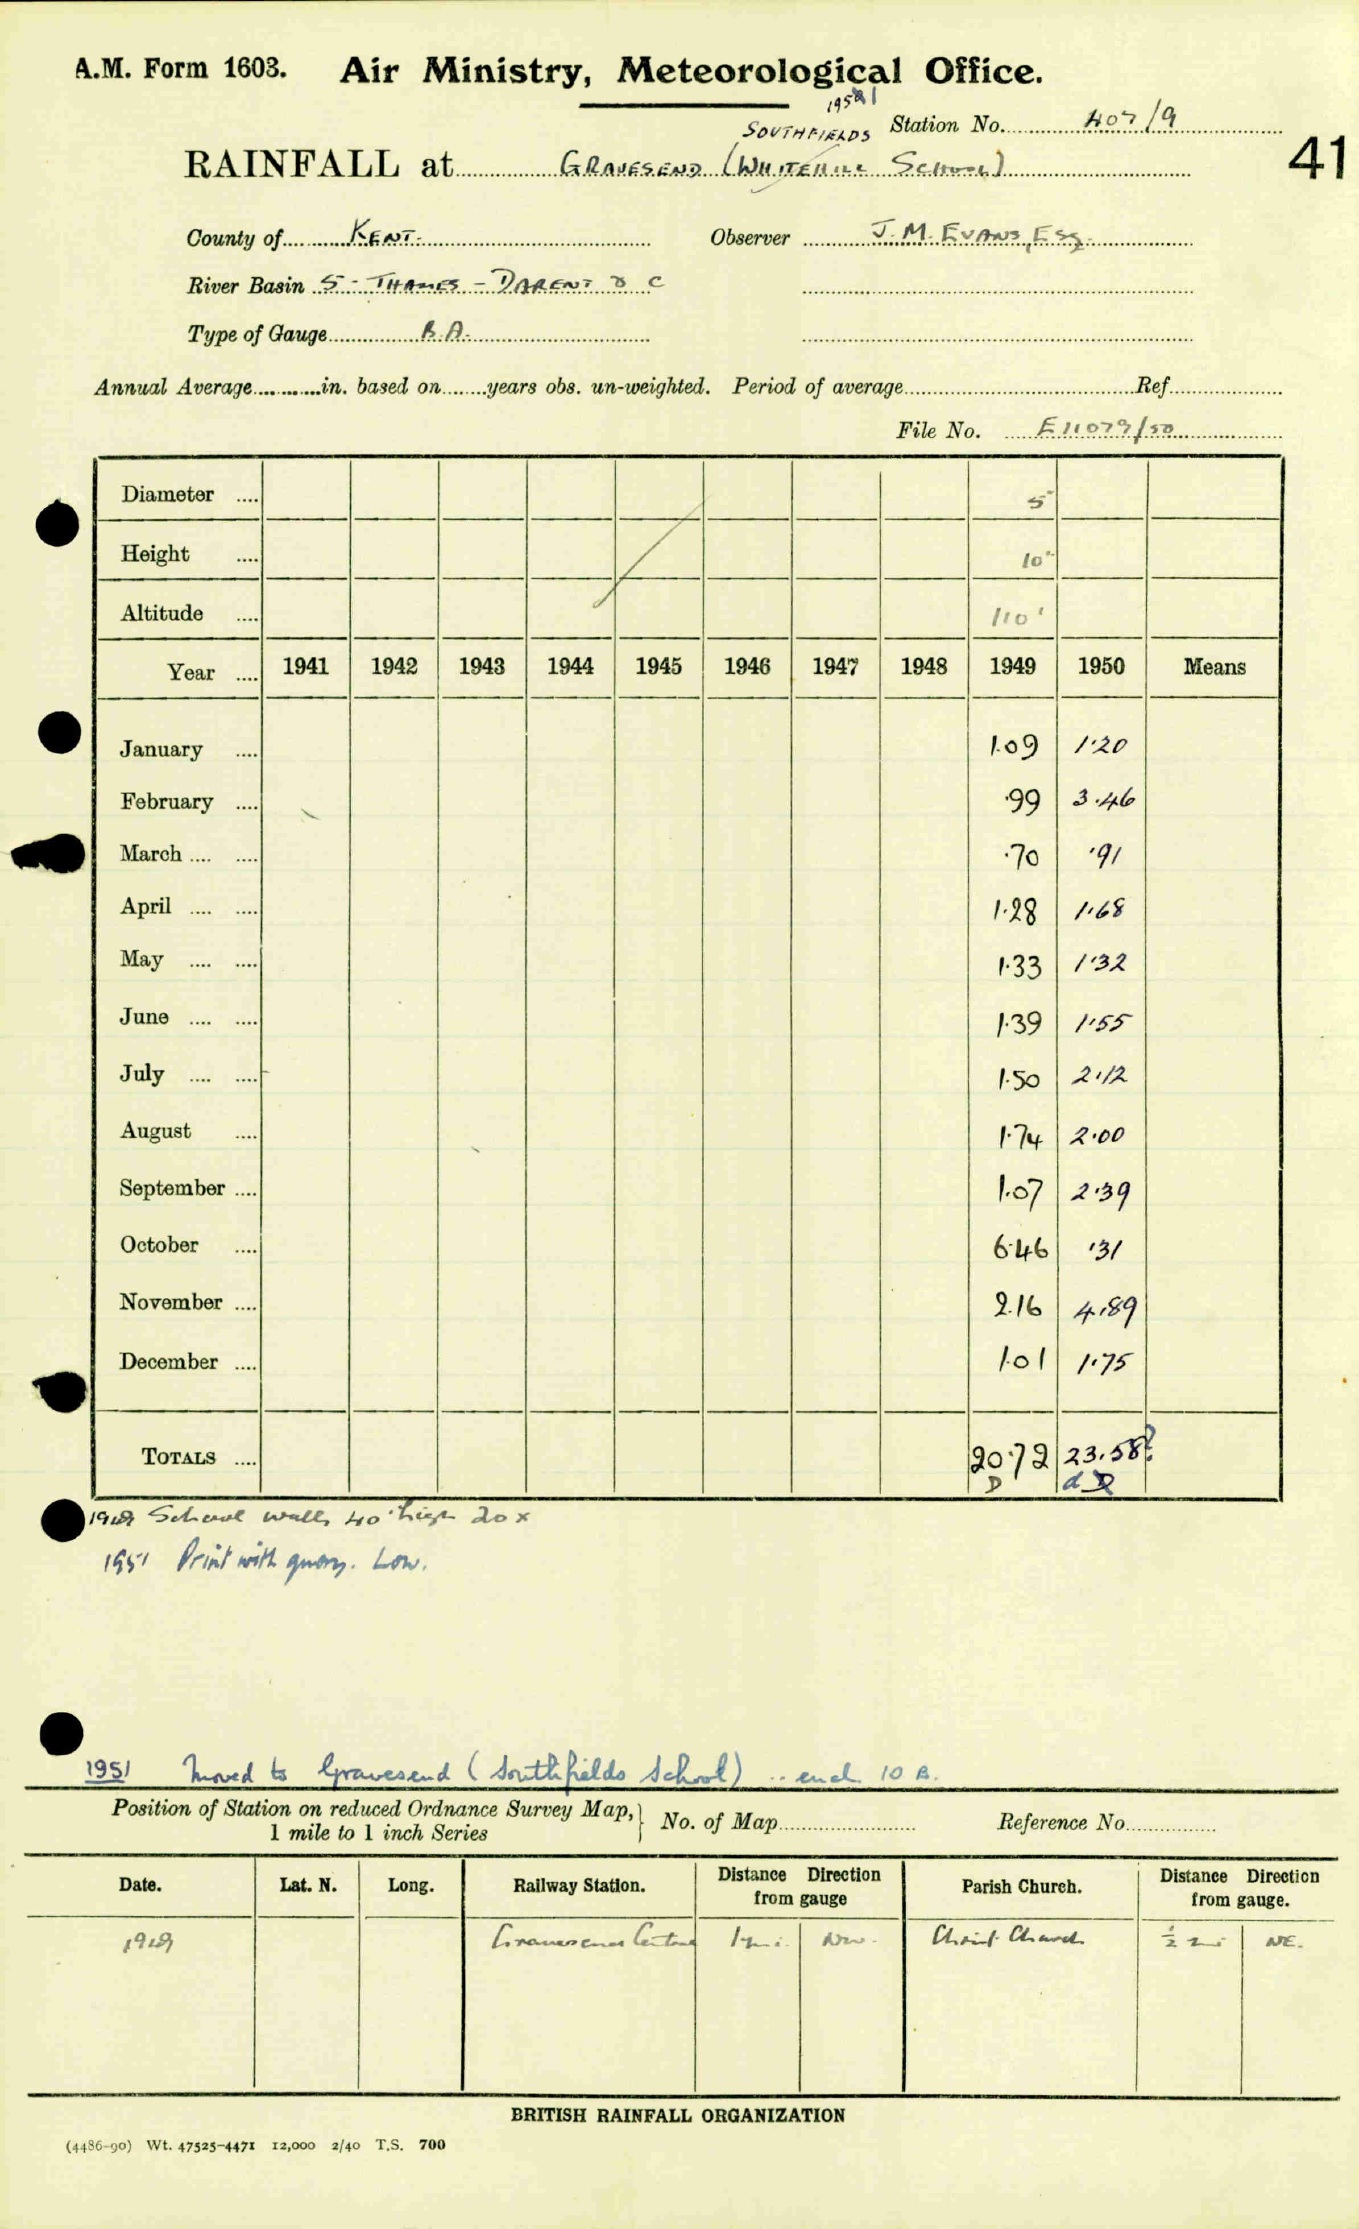 A.M. Form 1603. Air Ministry, Meteorological Office.
1951
Station No. 407/9
SOUTHFIELDS
RAINFALL at GRAVESEND (WHITEHILL SCHOOL)
41
County of KENT. Observer J. M. EVANS, ESQ.
River Basin 5 - THAMES - DARENT & C
Type of Gauge B.A.
Annual Average in. based on years obs. un-weighted. Period of average Ref.
File No. E11079/50
Diameter .... 5"
Height .... 10"
Altitude .... 110'
Year .... 1941 1942 1943 1944 1945 1946 1947 1948 1949 1950 Means
January .... 1.09 1.20
February .... .99 3.46
March .... .... .70 .91
April .... .... 1.28 1.68
May .... .... 1.33 1.32
June .... .... 1.39 1.55
July .... .... 1.50 2.12
August .... 1.74 2.00
September .... 1.07 2.39
October .... 6.46 .31
November .... 2.16 4.89
December .... 1.01 1.75
TOTALS .... 20.72 23.58?
D d D
1949 School walls 40' high 20 x
1951 Print with query. Low.
1951 Moved to Gravesend (Southfields School) .. encl. 10 B.
Position of Station on reduced Ordnance Survey Map, 1 mile to 1 inch Series } No. of Map Reference No.
Date. Lat. N. Long. Railway Station. Distance Direction from gauge Parish Church. Distance Direction from gauge.
1949 Gravesend Central 1 mi. NW. Christ Church ½ mi NE.
BRITISH RAINFALL ORGANIZATION
(4486-90) Wt. 47525-4471 12,000 2/40 T.S. 700